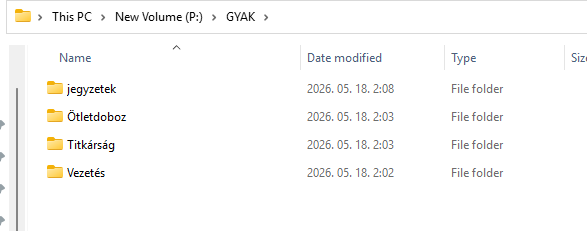 This PC > New Volume (P:) > GYAK >
Name Date modified Type Size
jegyzetek 2026. 05. 18. 2:08 File folder
Ötletdoboz 2026. 05. 18. 2:03 File folder
Titkárság 2026. 05. 18. 2:03 File folder
Vezetés 2026. 05. 18. 2:02 File folder